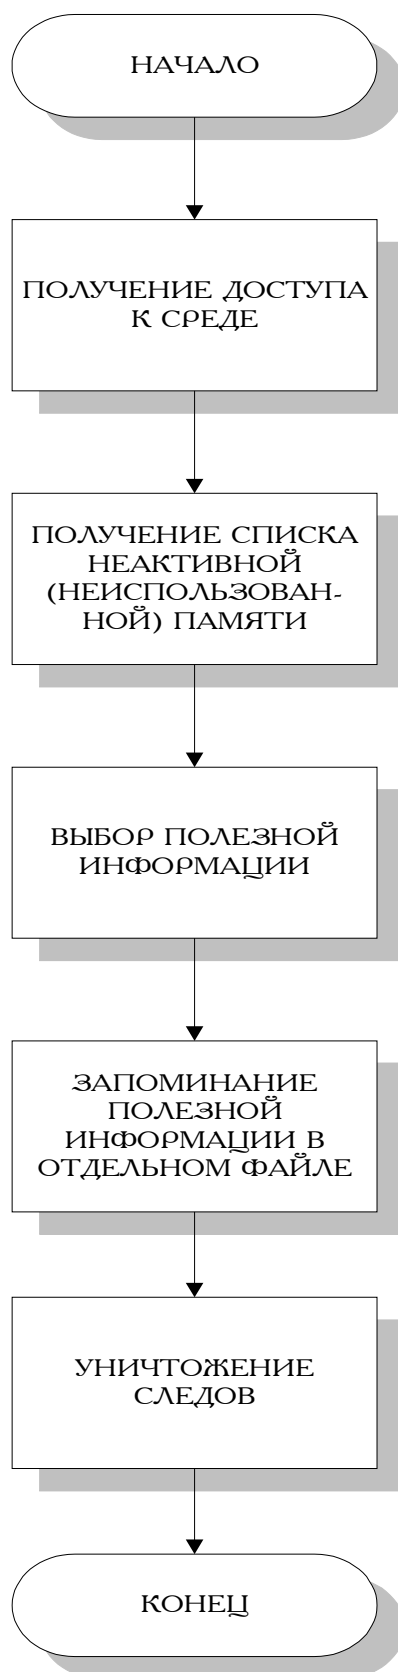 НАЧАЛО
ПОЛУЧЕНИЕ ДОСТУПА
К СРЕДЕ
ПОЛУЧЕНИЕ СПИСКА
НЕАКТИВНОЙ
(НЕИСПОЛЬЗОВАН-
НОЙ) ПАМЯТИ
ВЫБОР ПОЛЕЗНОЙ
ИНФОРМАЦИИ
ЗАПОМИНАНИЕ
ПОЛЕЗНОЙ
ИНФОРМАЦИИ В
ОТДЕЛЬНОМ ФАЙЛЕ
УНИЧТОЖЕНИЕ
СЛЕДОВ
КОНЕЦ